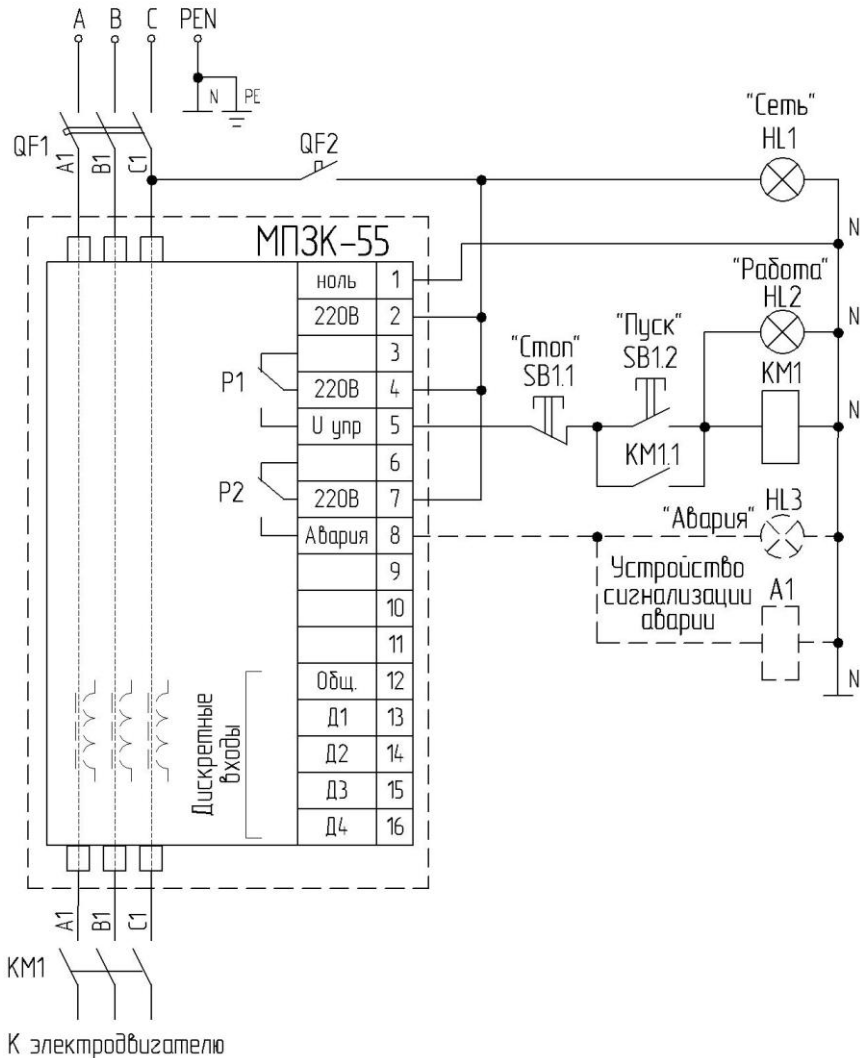 A B C PEN
N PE
QF1
A1 B1 C1
QF2
"Сеть"
HL1
N
МПЗК-55
ноль 1
220В 2
3
P1
220В 4
U упр 5
6
P2
220В 7
Авария 8
9
10
11
Общ. 12
Д1 13
Д2 14
Д3 15
Д4 16
Дискретные
входы
"Стоп"
SB1.1
"Пуск"
SB1.2
KM1.1
"Работа"
HL2
N
KM1
N
"Авария"
HL3
Устройство
сигнализации
аварии
A1
N
A1 B1 C1
KM1
К электродвигателю